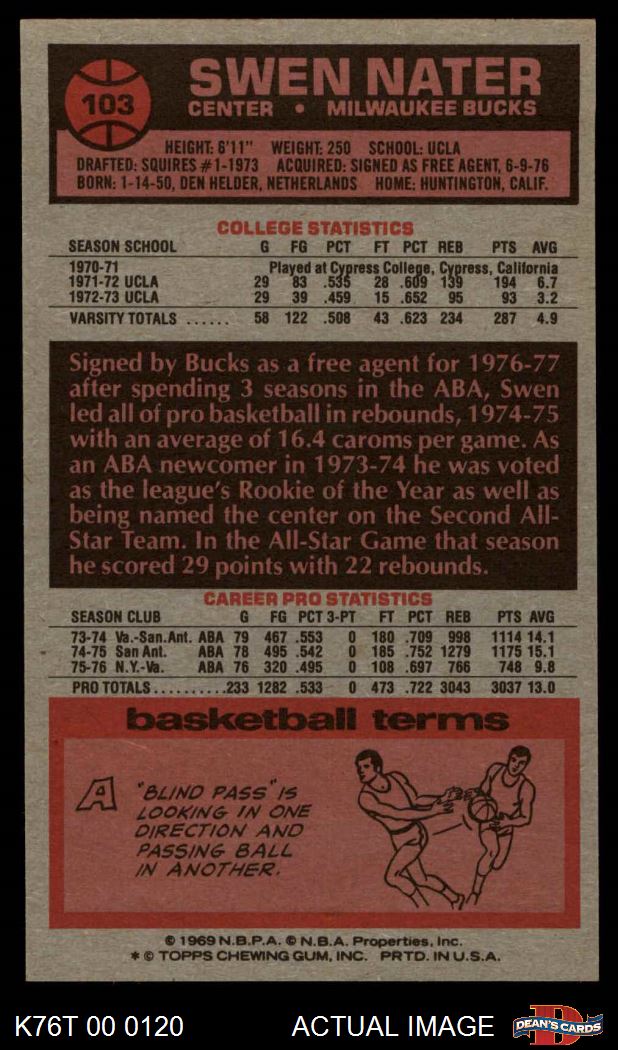 103
SWEN NATER
CENTER • MILWAUKEE BUCKS
HEIGHT: 6'11" WEIGHT: 250 SCHOOL: UCLA
DRAFTED: SQUIRES #1-1973 ACQUIRED: SIGNED AS FREE AGENT, 6-9-76
BORN: 1-14-50, DEN HELDER, NETHERLANDS HOME: HUNTINGTON, CALIF.
COLLEGE STATISTICS
SEASON SCHOOL G FG PCT FT PCT REB PTS AVG
1970-71 Played at Cypress College, Cypress, California
1971-72 UCLA 29 83 .535 28 .609 139 194 6.7
1972-73 UCLA 29 39 .459 15 .652 95 93 3.2
VARSITY TOTALS ...... 58 122 .508 43 .623 234 287 4.9
Signed by Bucks as a free agent for 1976-77
after spending 3 seasons in the ABA, Swen
led all of pro basketball in rebounds, 1974-75
with an average of 16.4 caroms per game. As
an ABA newcomer in 1973-74 he was voted
as the league's Rookie of the Year as well as
being named the center on the Second All-
Star Team. In the All-Star Game that season
he scored 29 points with 22 rebounds.
CAREER PRO STATISTICS
SEASON CLUB G FG PCT 3-PT FT PCT REB PTS AVG
73-74 Va.-San.Ant. ABA 79 467 .553 0 180 .709 998 1114 14.1
74-75 San Ant. ABA 78 495 .542 0 185 .752 1279 1175 15.1
75-76 N.Y.-Va. ABA 76 320 .495 0 108 .697 766 748 9.8
PRO TOTALS..........233 1282 .533 0 473 .722 3043 3037 13.0
basketball terms
A "BLIND PASS" IS
LOOKING IN ONE
DIRECTION AND
PASSING BALL
IN ANOTHER.
© 1969 N.B.P.A. © N.B.A. Properties, Inc.
* © TOPPS CHEWING GUM, INC. PRTD. IN U.S.A.
K76T 00 0120 ACTUAL IMAGE
D
DEAN'S CARDS